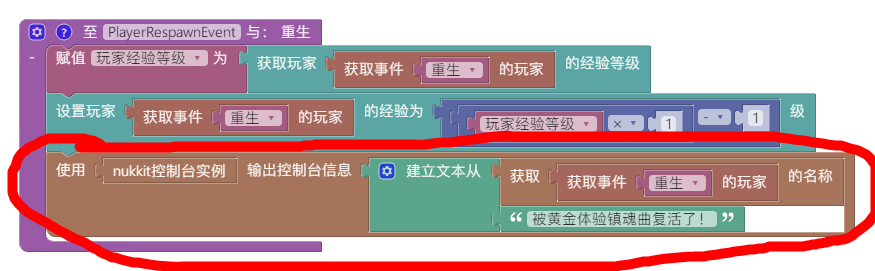 至 PlayerRespawnEvent 与： 重生
赋值 玩家经验等级 为 获取玩家 获取事件 重生 的玩家 的经验等级
设置玩家 获取事件 重生 的玩家 的经验为 玩家经验等级 × 1 - 1 级
使用 nukkit控制台实例 输出控制台信息 建立文本从 获取 获取事件 重生 的玩家 的名称
“ 被黄金体验镇魂曲复活了！ ”